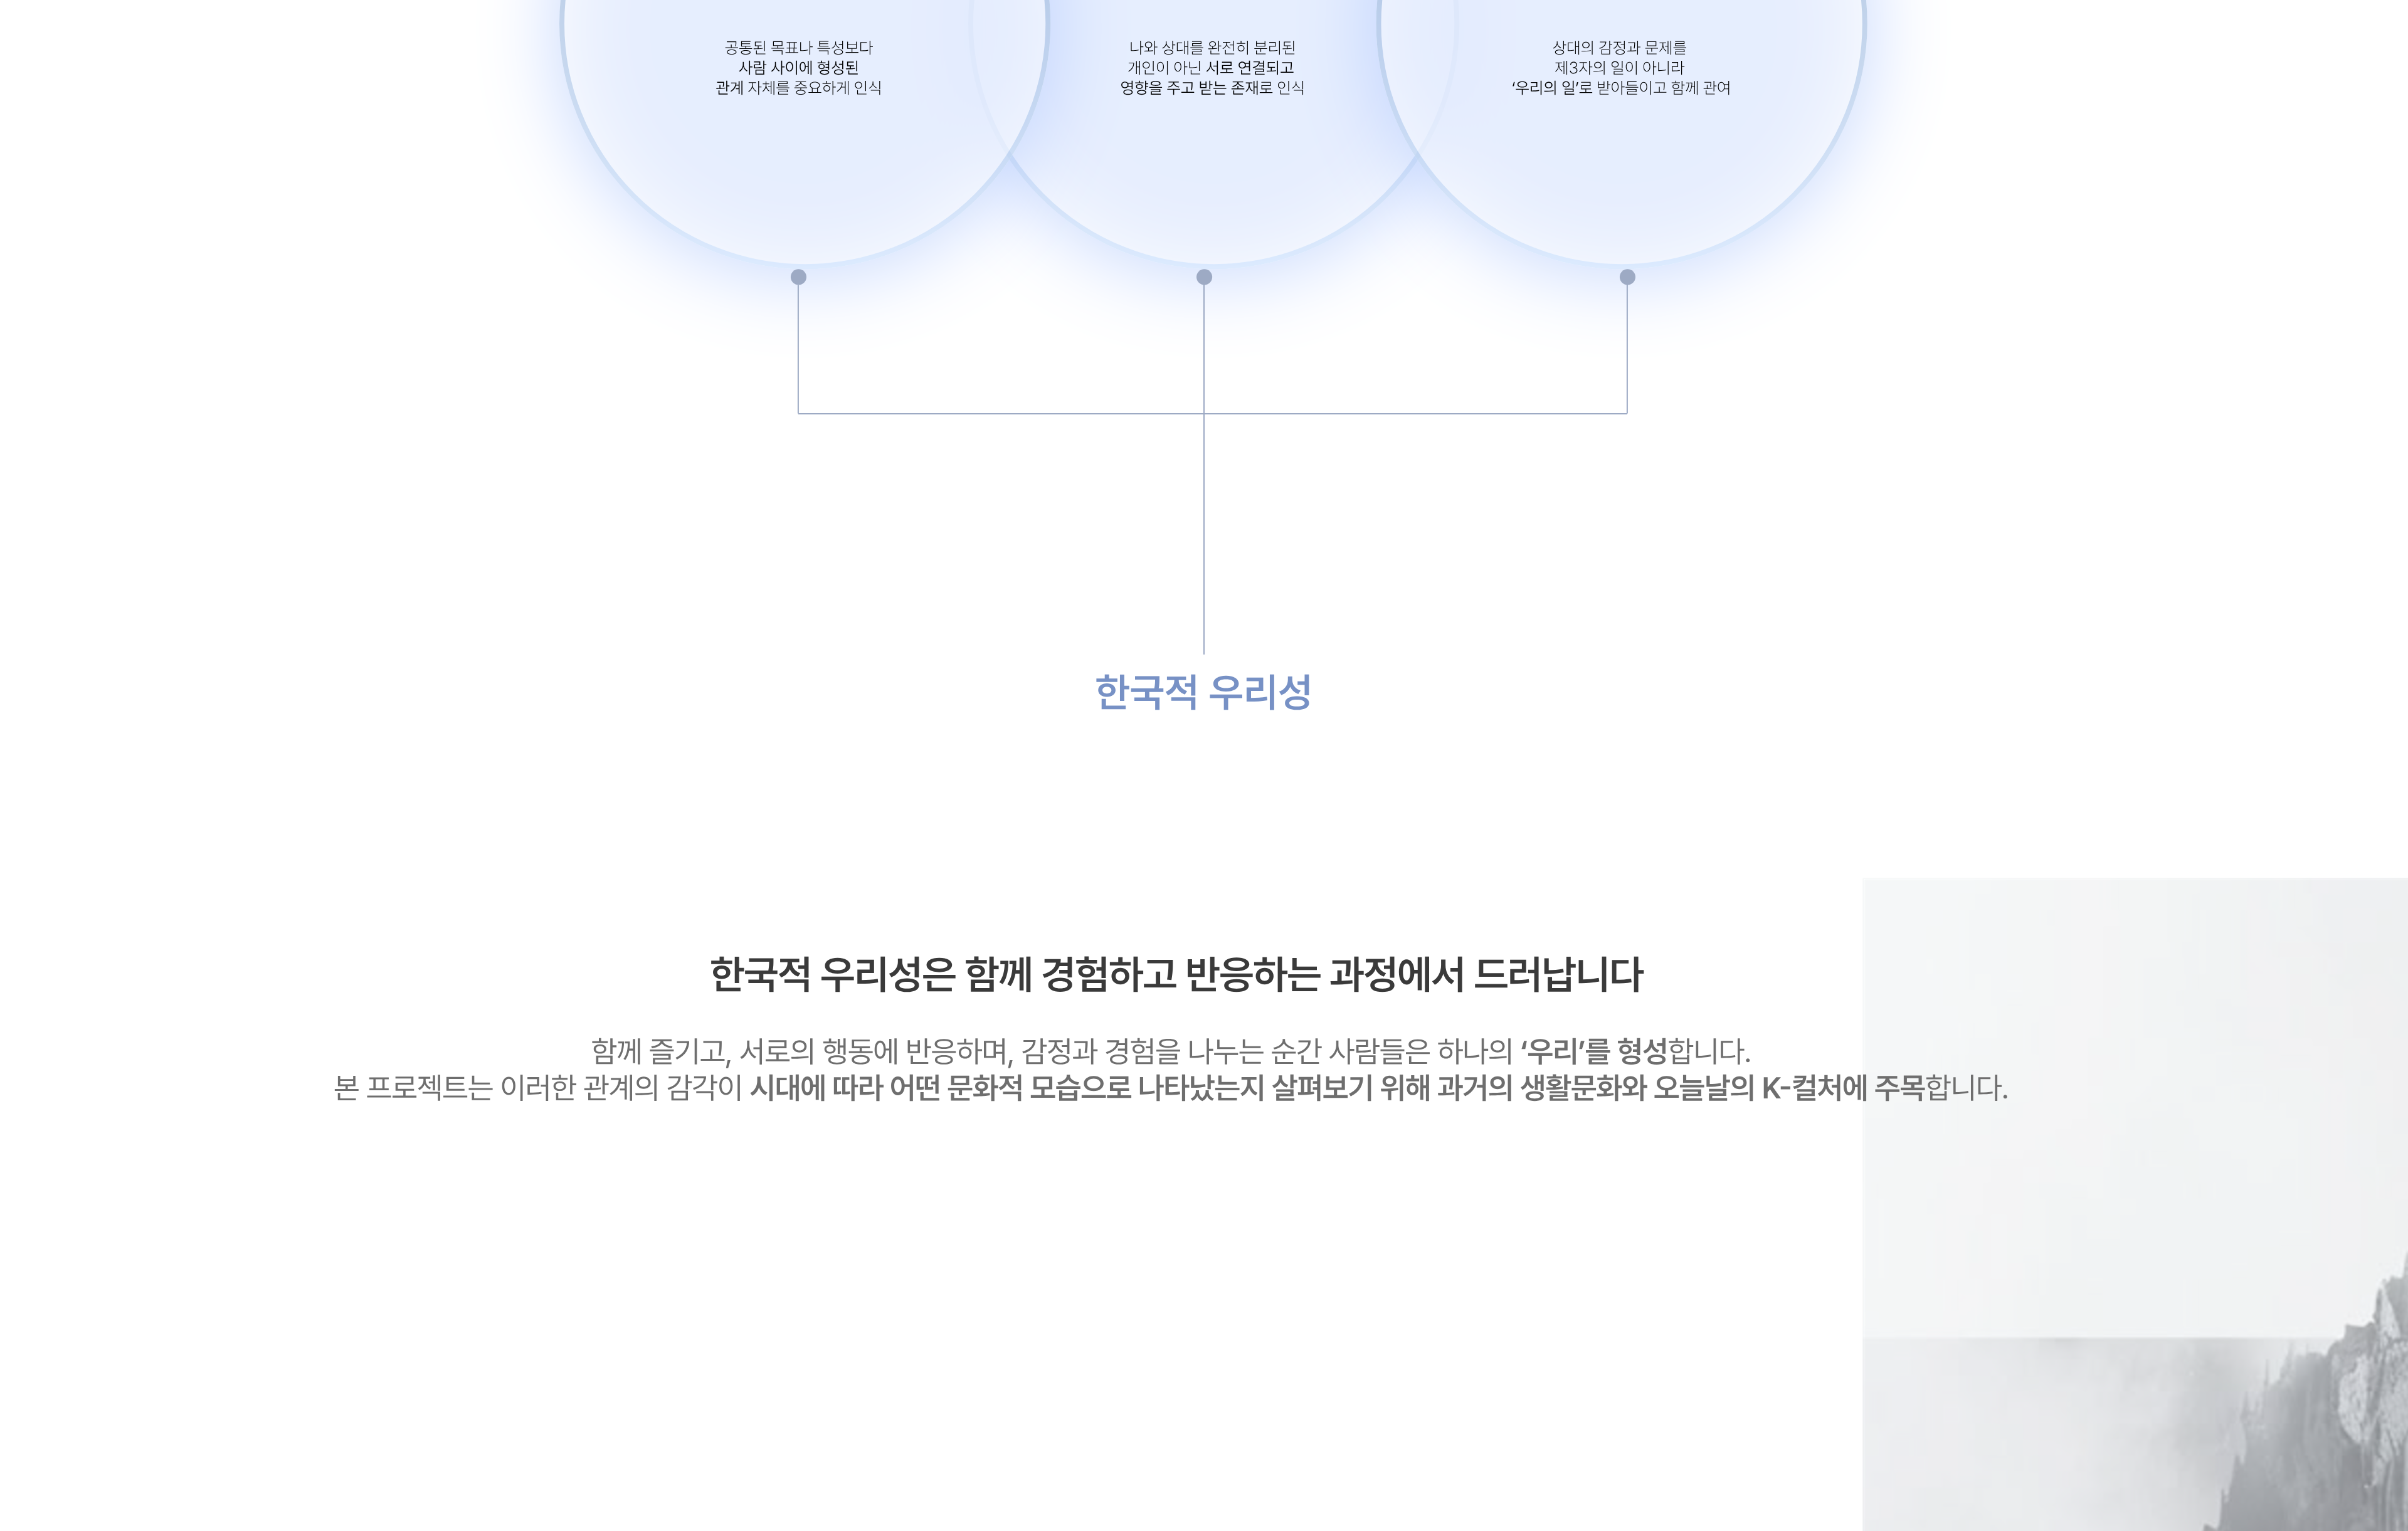 공통된 목표나 특성보다
사람 사이에 형성된
관계 자체를 중요하게 인식
나와 상대를 완전히 분리된
개인이 아닌 서로 연결되고
영향을 주고 받는 존재로 인식
상대의 감정과 문제를
제3자의 일이 아니라
‘우리의 일’로 받아들이고 함께 관여
한국적 우리성
한국적 우리성은 함께 경험하고 반응하는 과정에서 드러납니다
함께 즐기고, 서로의 행동에 반응하며, 감정과 경험을 나누는 순간 사람들은 하나의 ‘우리’를 형성합니다.
본 프로젝트는 이러한 관계의 감각이 시대에 따라 어떤 문화적 모습으로 나타났는지 살펴보기 위해 과거의 생활문화와 오늘날의 K-컬처에 주목합니다.